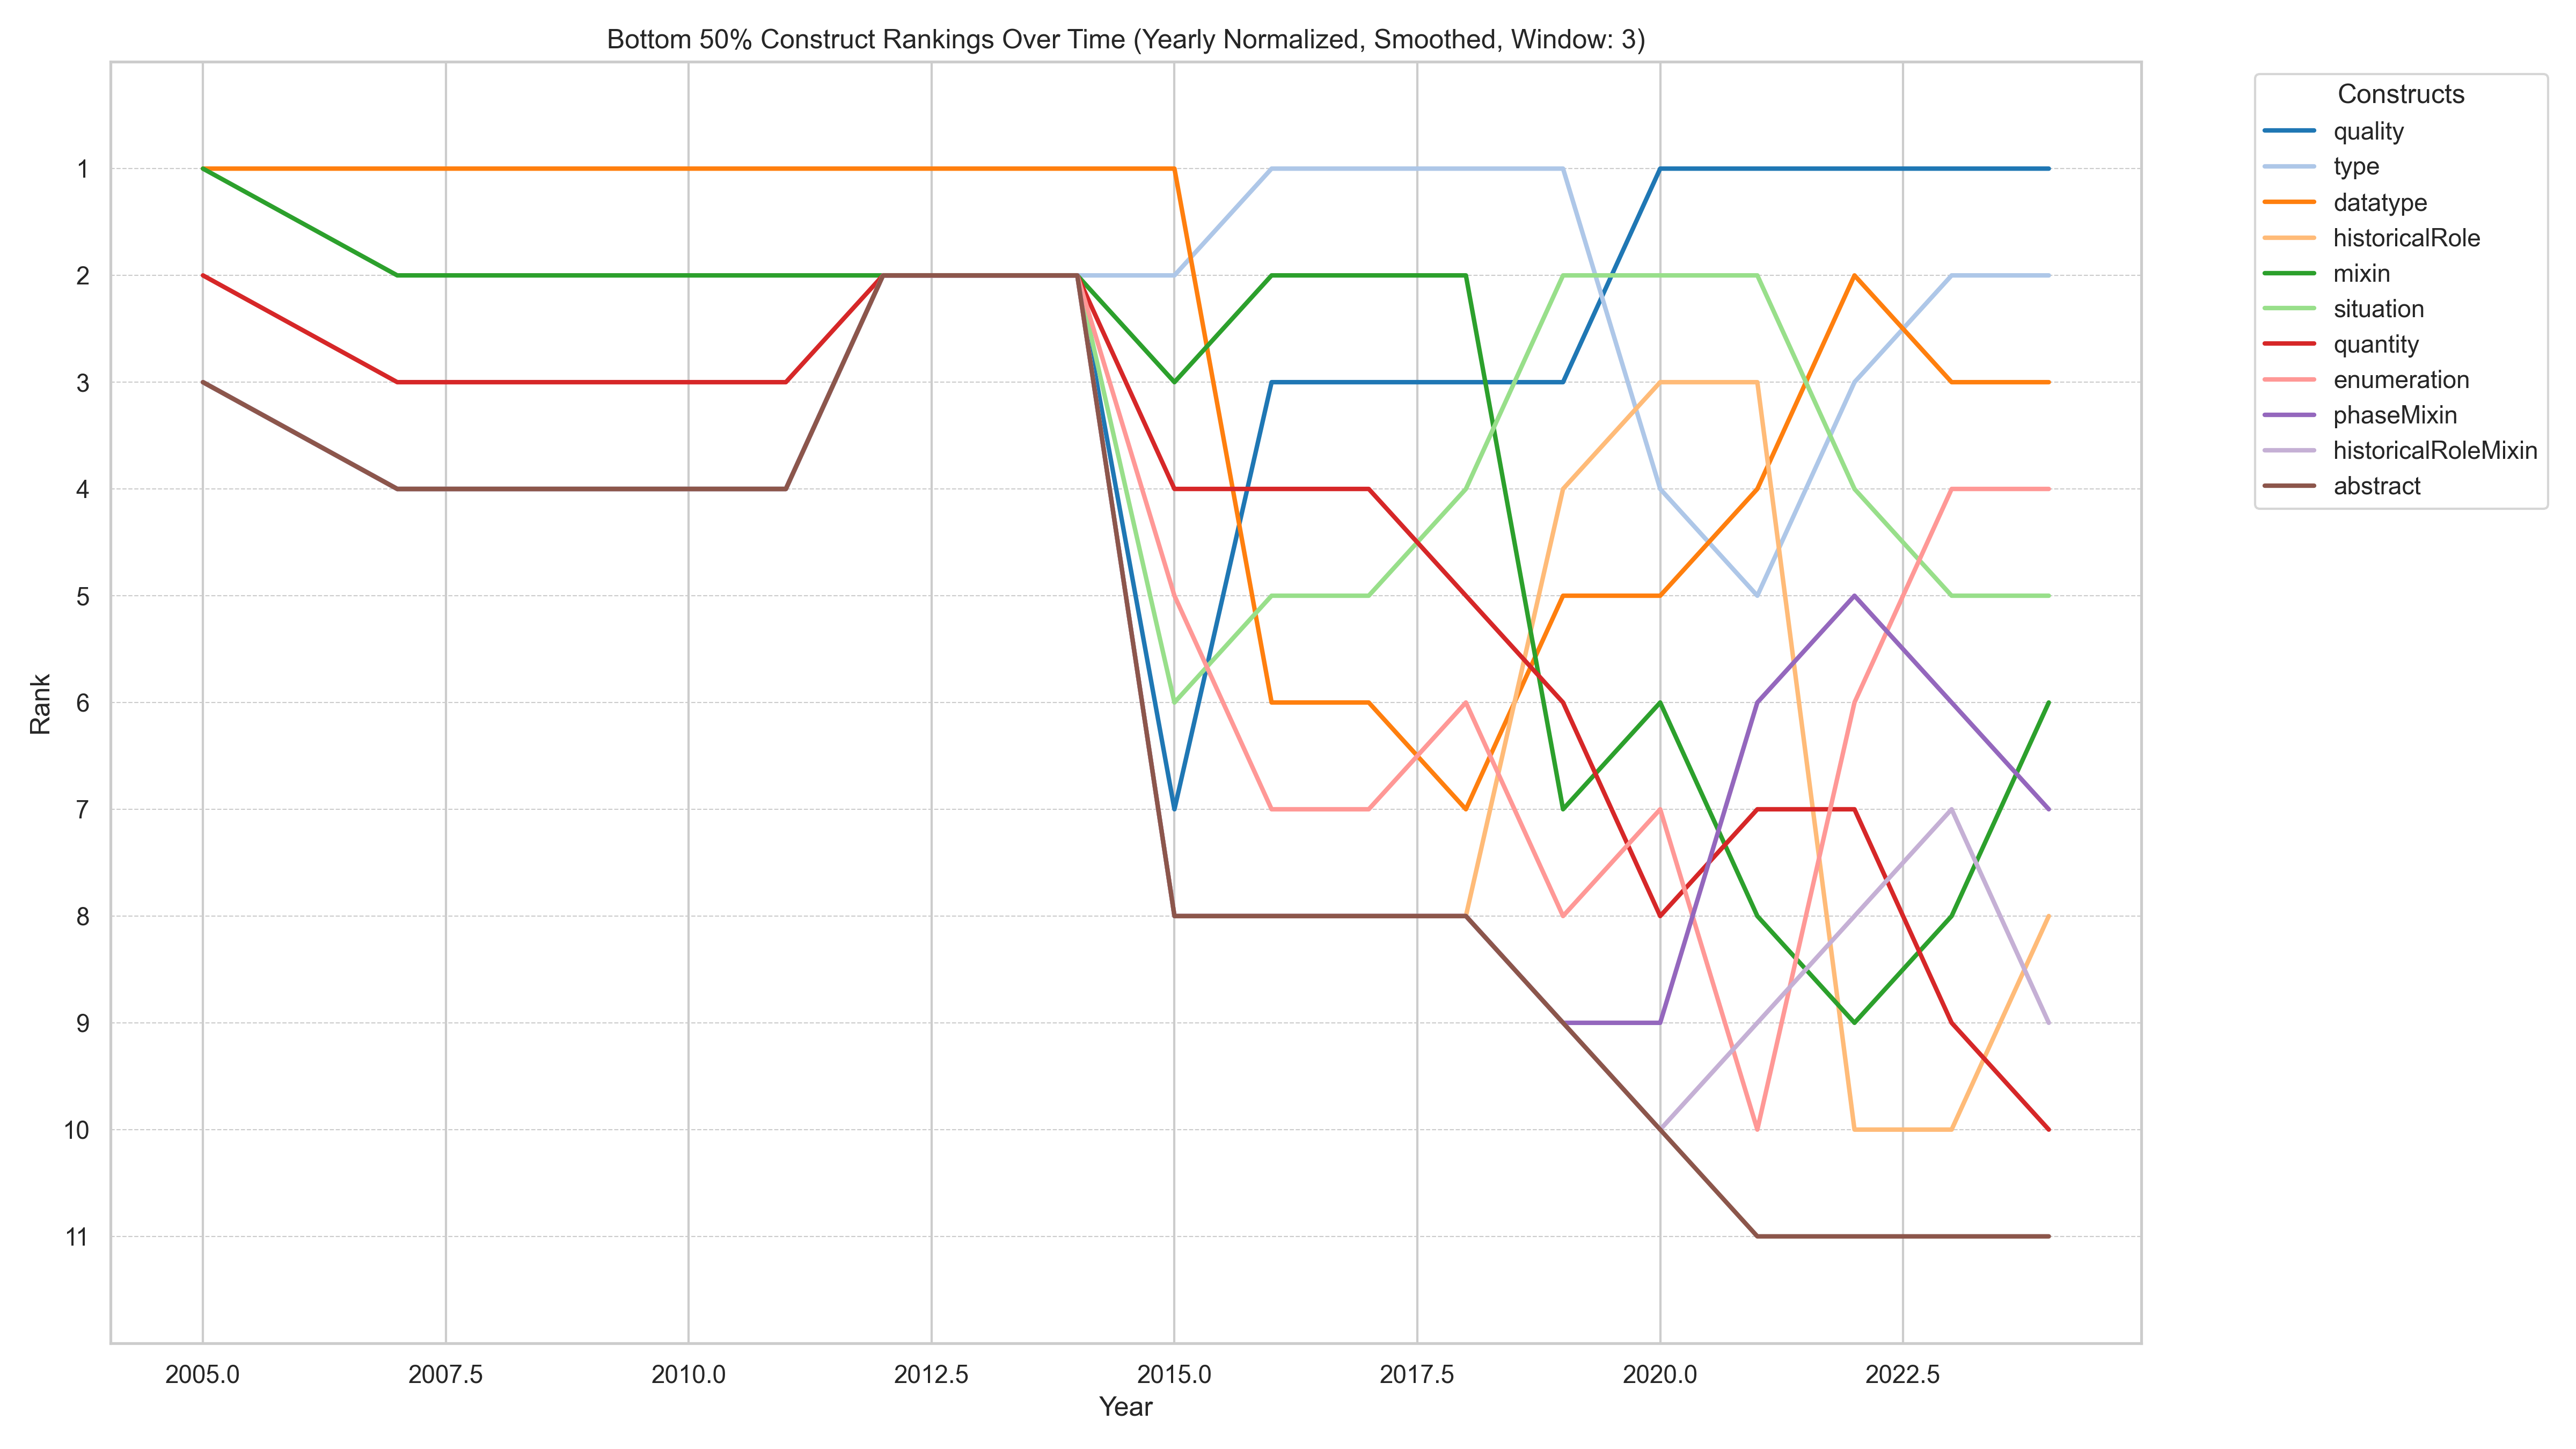 Bottom 50% Construct Rankings Over Time (Yearly Normalized, Smoothed, Window: 3)
Rank
1
2
3
4
5
6
7
8
9
10
11
2005.0
2007.5
2010.0
2012.5
2015.0
2017.5
2020.0
2022.5
Year
Constructs
quality
type
datatype
historicalRole
mixin
situation
quantity
enumeration
phaseMixin
historicalRoleMixin
abstract